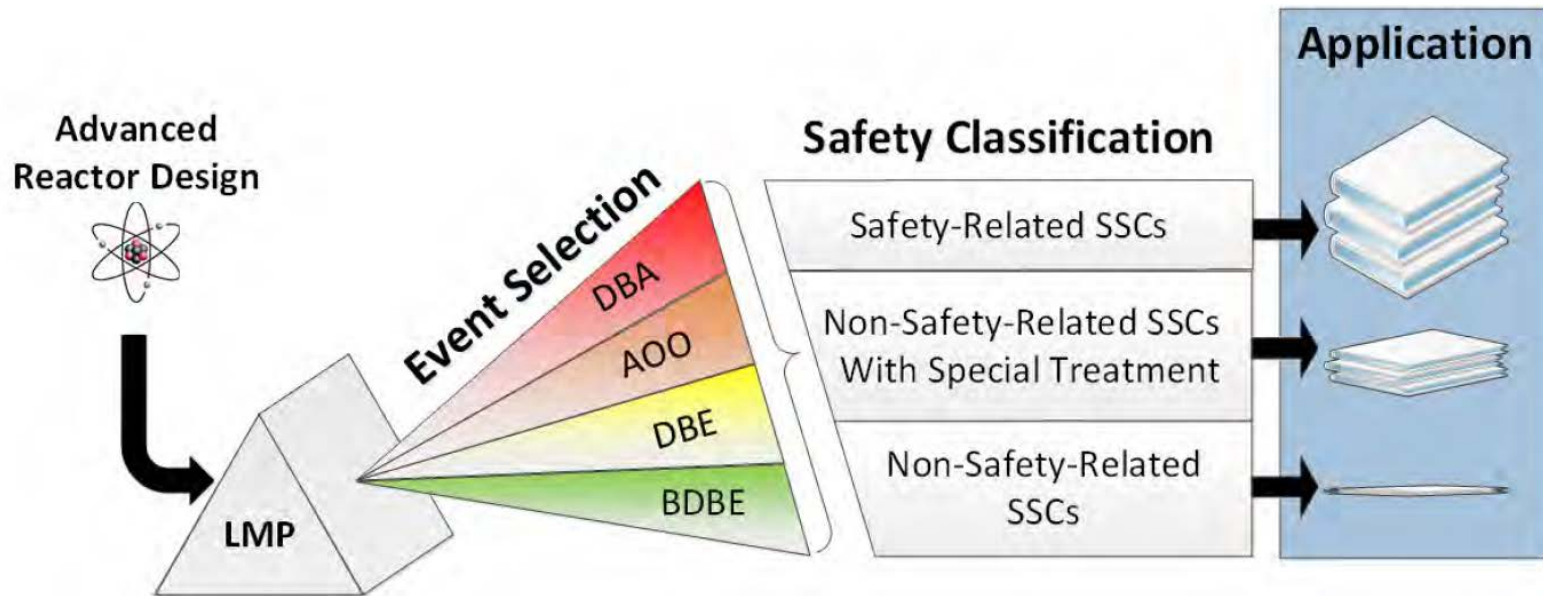 Advanced
Reactor Design
LMP
Event Selection
DBA
AOO
DBE
BDBE
Safety Classification
Safety-Related SSCs
Non-Safety-Related SSCs
With Special Treatment
Non-Safety-Related
SSCs
Application